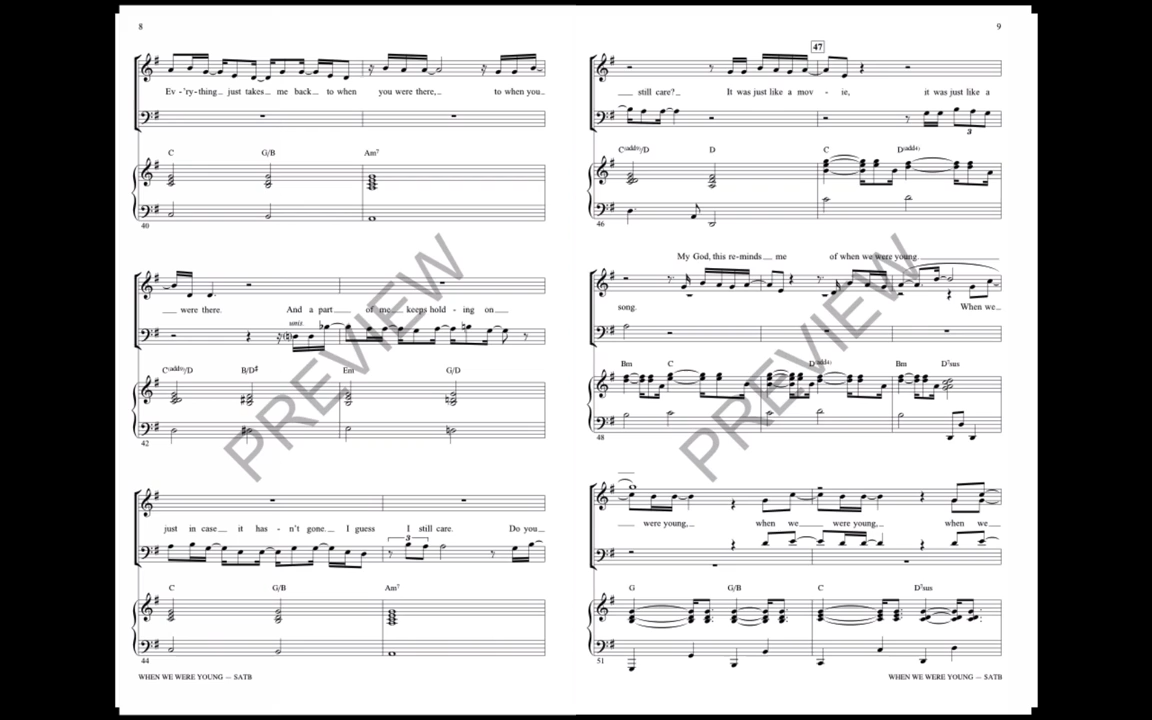 8
Ev - 'ry - thing just takes me back to when you were there, to when you
C G/B Am7
40
were there. And a part of me keeps hold - ing on
unis.
C(add9)/D B/D# Em G/D
42
just in case it has - n't gone. I guess I still care. Do you
3
C G/B Am7
44
WHEN WE WERE YOUNG — SATB
PREVIEW
9
47
still care? It was just like a mov - ie, it was just like a
3
C(add9)/D D C D(add4)
46
My God, this re-minds me of when we were young
song. When we
Bm C D(add4) Bm D7sus
48
were young, when we were young, when we
G G/B C D7sus
51
WHEN WE WERE YOUNG — SATB
PREVIEW